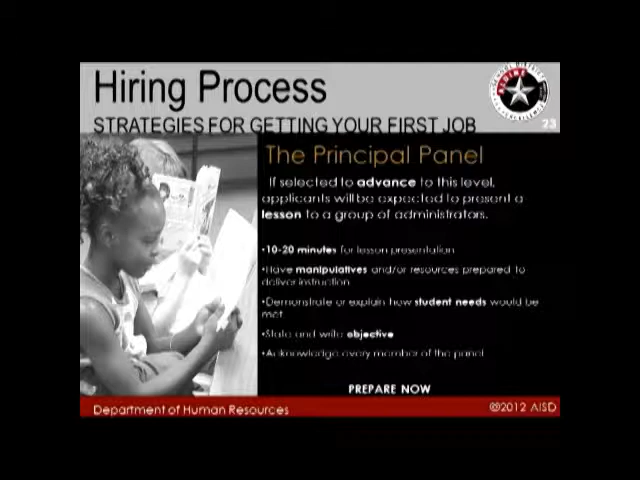 Hiring Process
STRATEGIES FOR GETTING YOUR FIRST JOB
23
The Principal Panel
If selected to advance to this level,
applicants will be expected to present a
lesson to a group of administrators.
•10-20 minutes for lesson presentation
•Have manipulatives and/or resources prepared to
deliver instruction
•Demonstrate or explain how student needs would be
met
•State and write objective
•Acknowledge every member of the panel
PREPARE NOW
Department of Human Resources
©2012 AISD